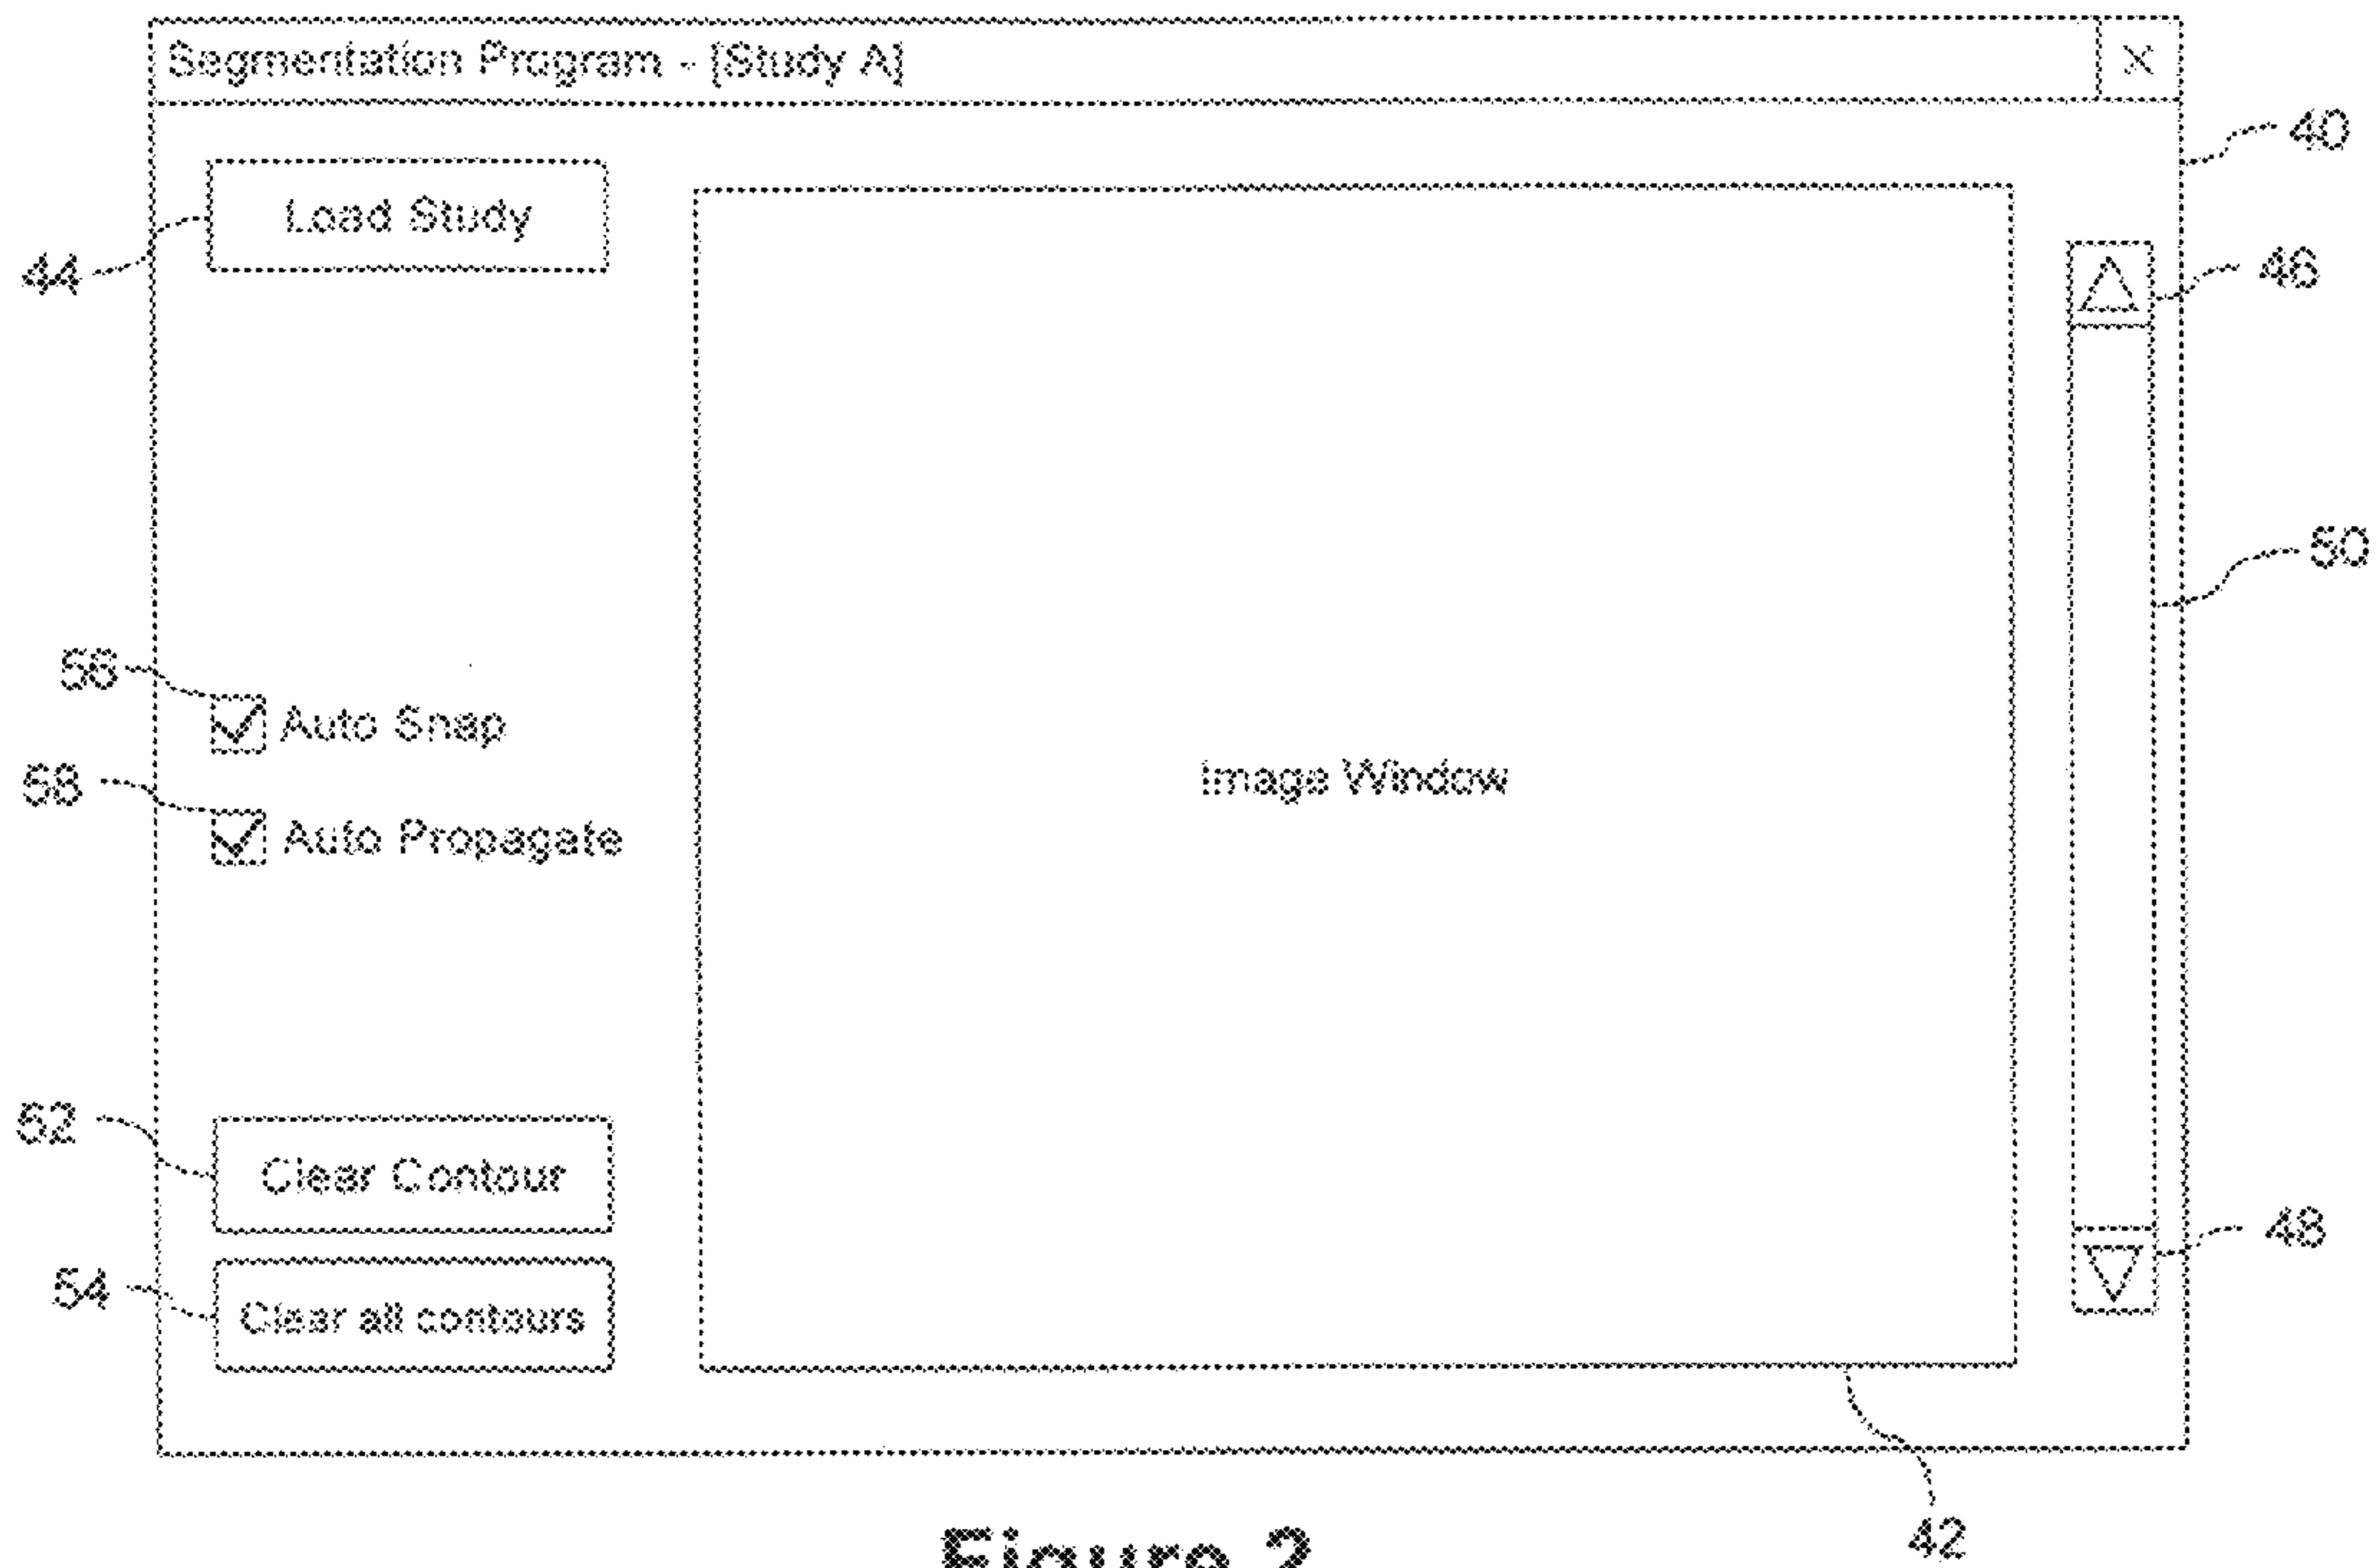 Segmentation Program - [Study A]
X
40
Load Study
44
46
50
56
Auto Snap
58
Auto Propagate
Image Window
52
Clear Contour
48
54
Clear all contours
42
Figure 2